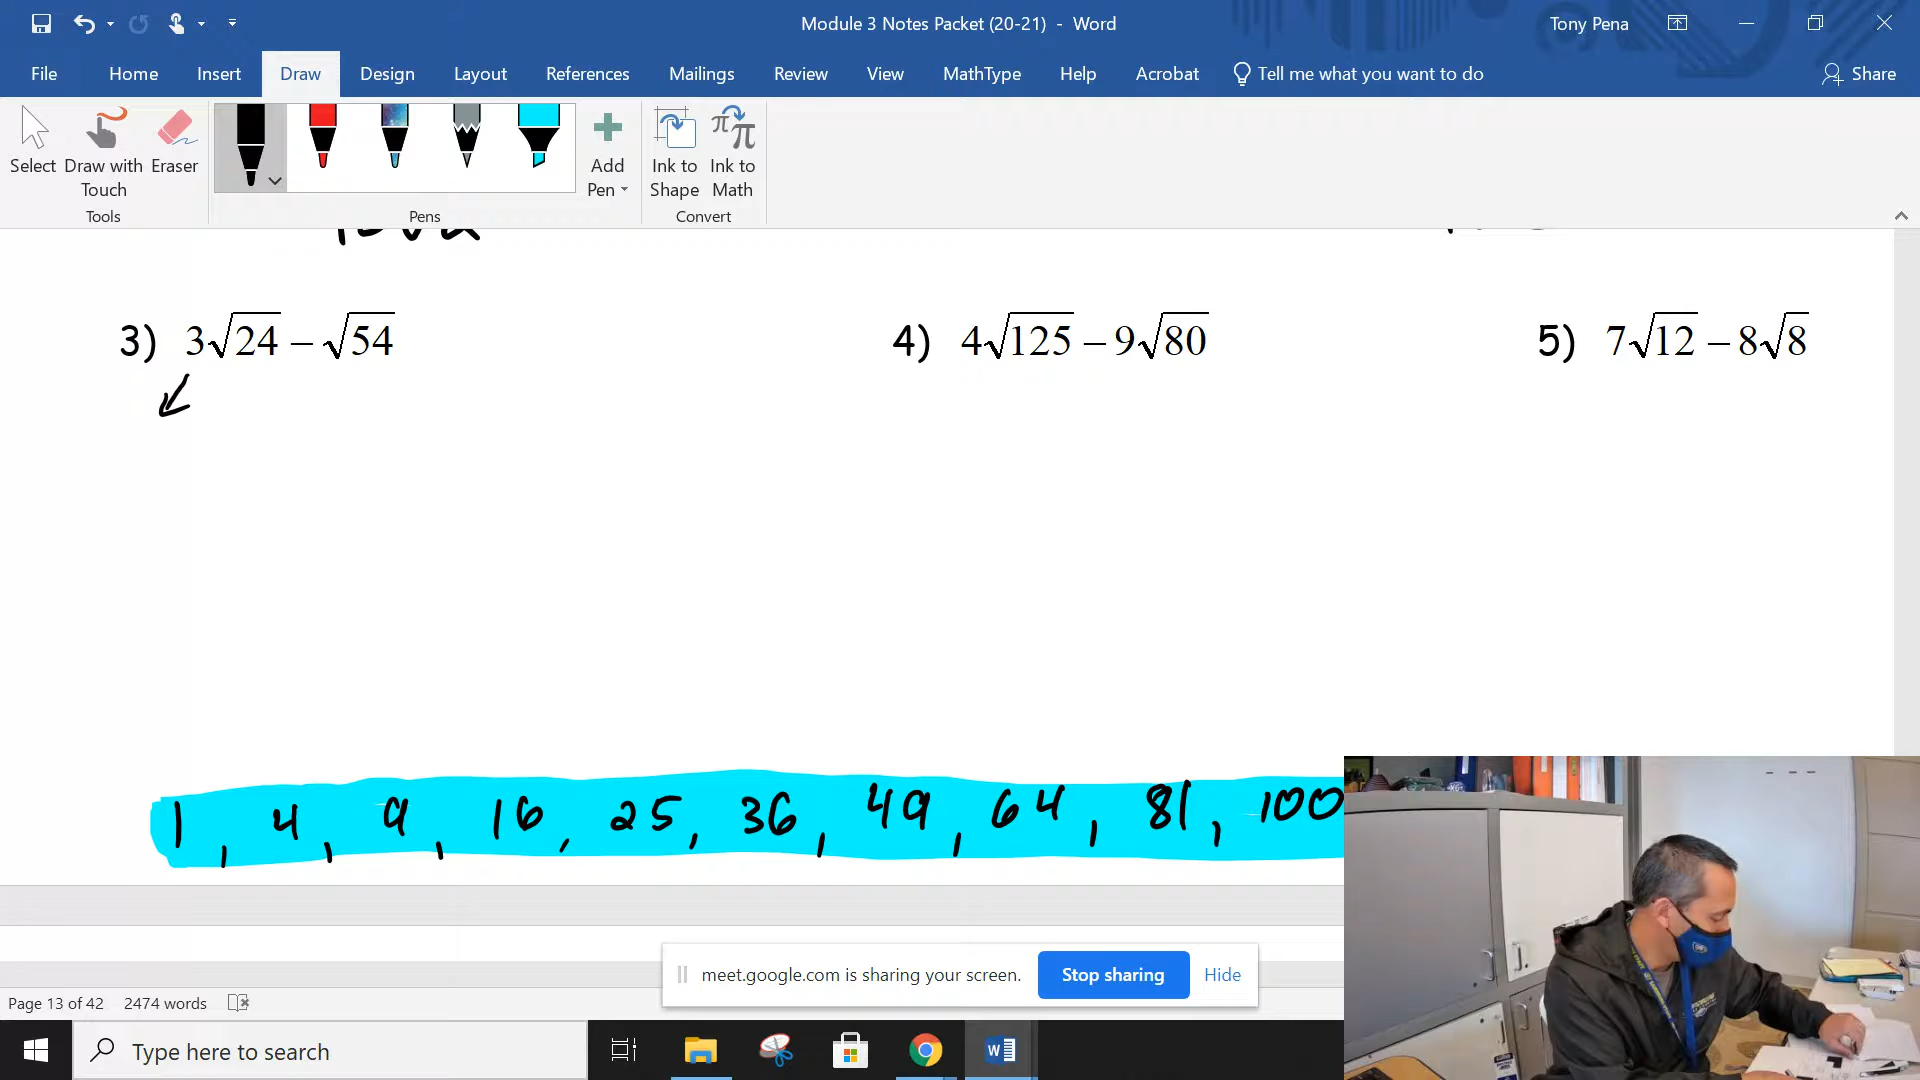 Module 3 Notes Packet (20-21) - Word
Tony Pena
File Home Insert Draw Design Layout References Mailings Review View MathType Help Acrobat Tell me what you want to do Share
Select Draw with Touch Eraser Add Pen Ink to Shape Ink to Math
Tools Pens Convert
3) 3√24 – √54 4) 4√125 – 9√80 5) 7√12 – 8√8
1, 4, 9, 16, 25, 36, 49, 64, 81, 100
meet.google.com is sharing your screen. Stop sharing Hide
Page 13 of 42 2474 words
Type here to search